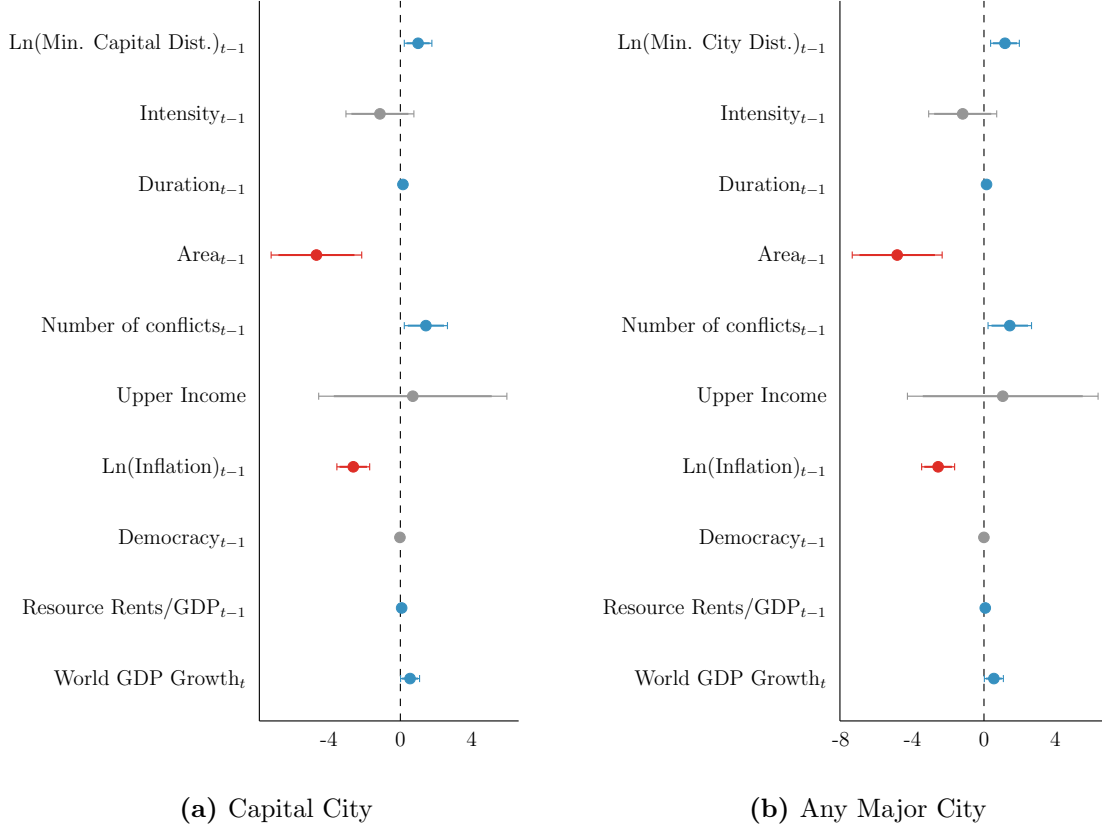 Ln(Min. Capital Dist.)t−1
Intensityt−1
Durationt−1
Areat−1
Number of conflictst−1
Upper Income
Ln(Inflation)t−1
Democracyt−1
Resource Rents/GDPt−1
World GDP Growtht
-4 0 4
(a) Capital City
Ln(Min. City Dist.)t−1
Intensityt−1
Durationt−1
Areat−1
Number of conflictst−1
Upper Income
Ln(Inflation)t−1
Democracyt−1
Resource Rents/GDPt−1
World GDP Growtht
-8 -4 0 4
(b) Any Major City